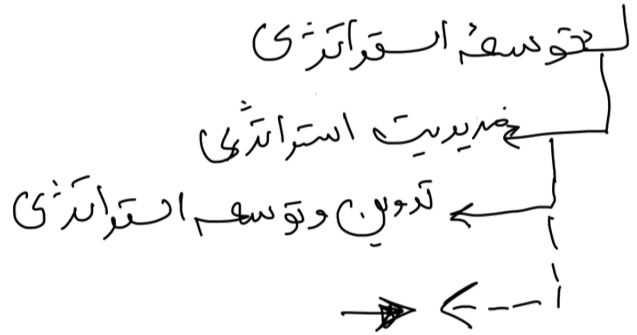 توسعه استراتژی
مدیریت استراتژی
تدوین و توسعه استراتژی